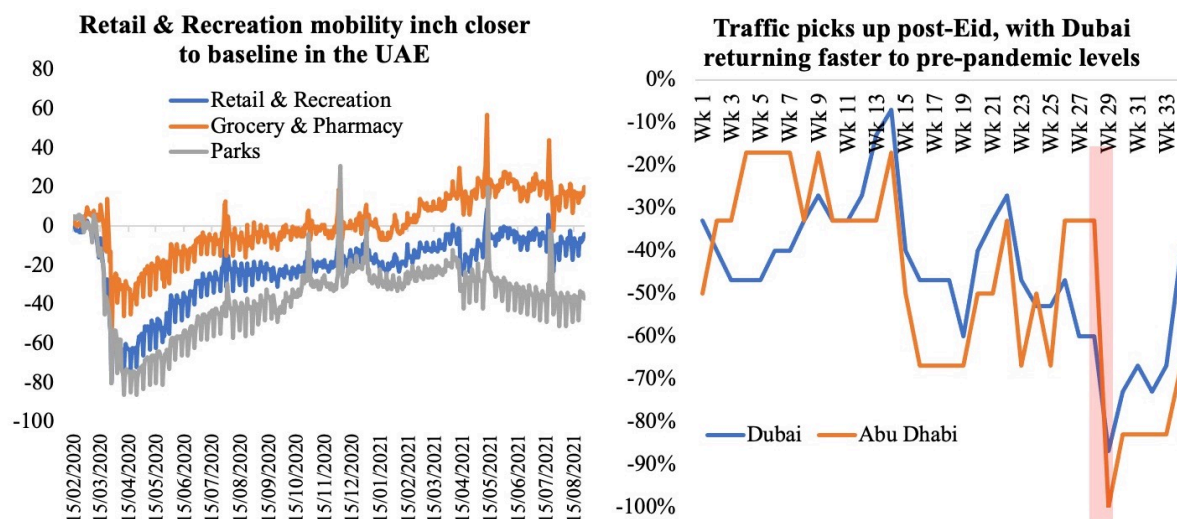 Retail & Recreation mobility inch closer
to baseline in the UAE
80
60
40
20
0
-20
-40
-60
-80
-100
Retail & Recreation
Grocery & Pharmacy
Parks
15/02/2020
15/03/2020
15/04/2020
15/05/2020
15/06/2020
15/07/2020
15/08/2020
15/09/2020
15/10/2020
15/11/2020
15/12/2020
15/01/2021
15/02/2021
15/03/2021
15/04/2021
15/05/2021
15/06/2021
15/07/2021
15/08/2021
Traffic picks up post-Eid, with Dubai
returning faster to pre-pandemic levels
0%
-10%
-20%
-30%
-40%
-50%
-60%
-70%
-80%
-90%
-100%
Wk 1
Wk 3
Wk 5
Wk 7
Wk 9
Wk 11
Wk 13
Wk 15
Wk 17
Wk 19
Wk 21
Wk 23
Wk 25
Wk 27
Wk 29
Wk 31
Wk 33
Dubai
Abu Dhabi